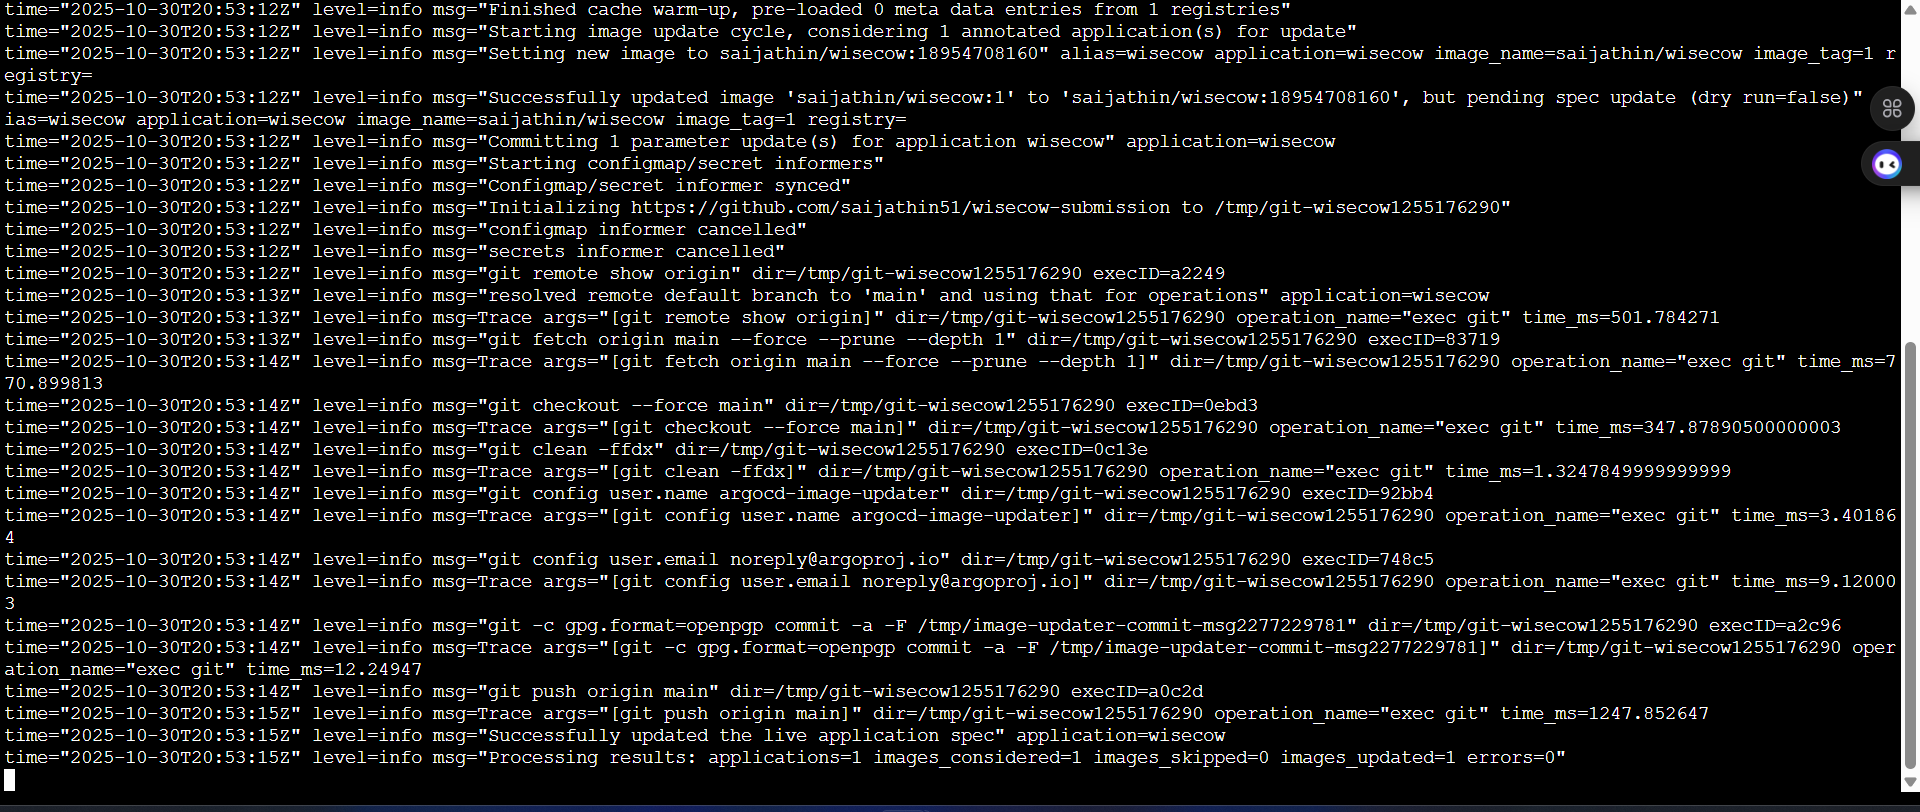 time="2025-10-30T20:53:12Z" level=info msg="Finished cache warm-up, pre-loaded 0 meta data entries from 1 registries"
time="2025-10-30T20:53:12Z" level=info msg="Starting image update cycle, considering 1 annotated application(s) for update"
time="2025-10-30T20:53:12Z" level=info msg="Setting new image to saijathin/wisecow:18954708160" alias=wisecow application=wisecow image_name=saijathin/wisecow image_tag=1 r
egistry=
time="2025-10-30T20:53:12Z" level=info msg="Successfully updated image 'saijathin/wisecow:1' to 'saijathin/wisecow:18954708160', but pending spec update (dry run=false)"
ias=wisecow application=wisecow image_name=saijathin/wisecow image_tag=1 registry=
time="2025-10-30T20:53:12Z" level=info msg="Committing 1 parameter update(s) for application wisecow" application=wisecow
time="2025-10-30T20:53:12Z" level=info msg="Starting configmap/secret informers"
time="2025-10-30T20:53:12Z" level=info msg="Configmap/secret informer synced"
time="2025-10-30T20:53:12Z" level=info msg="Initializing https://github.com/saijathin51/wisecow-submission to /tmp/git-wisecow1255176290"
time="2025-10-30T20:53:12Z" level=info msg="configmap informer cancelled"
time="2025-10-30T20:53:12Z" level=info msg="secrets informer cancelled"
time="2025-10-30T20:53:12Z" level=info msg="git remote show origin" dir=/tmp/git-wisecow1255176290 execID=a2249
time="2025-10-30T20:53:13Z" level=info msg="resolved remote default branch to 'main' and using that for operations" application=wisecow
time="2025-10-30T20:53:13Z" level=info msg=Trace args="[git remote show origin]" dir=/tmp/git-wisecow1255176290 operation_name="exec git" time_ms=501.784271
time="2025-10-30T20:53:13Z" level=info msg="git fetch origin main --force --prune --depth 1" dir=/tmp/git-wisecow1255176290 execID=83719
time="2025-10-30T20:53:14Z" level=info msg=Trace args="[git fetch origin main --force --prune --depth 1]" dir=/tmp/git-wisecow1255176290 operation_name="exec git" time_ms=7
70.899813
time="2025-10-30T20:53:14Z" level=info msg="git checkout --force main" dir=/tmp/git-wisecow1255176290 execID=0ebd3
time="2025-10-30T20:53:14Z" level=info msg=Trace args="[git checkout --force main]" dir=/tmp/git-wisecow1255176290 operation_name="exec git" time_ms=347.87890500000003
time="2025-10-30T20:53:14Z" level=info msg="git clean -ffdx" dir=/tmp/git-wisecow1255176290 execID=0c13e
time="2025-10-30T20:53:14Z" level=info msg=Trace args="[git clean -ffdx]" dir=/tmp/git-wisecow1255176290 operation_name="exec git" time_ms=1.3247849999999999
time="2025-10-30T20:53:14Z" level=info msg="git config user.name argocd-image-updater" dir=/tmp/git-wisecow1255176290 execID=92bb4
time="2025-10-30T20:53:14Z" level=info msg=Trace args="[git config user.name argocd-image-updater]" dir=/tmp/git-wisecow1255176290 operation_name="exec git" time_ms=3.40186
4
time="2025-10-30T20:53:14Z" level=info msg="git config user.email noreply@argoproj.io" dir=/tmp/git-wisecow1255176290 execID=748c5
time="2025-10-30T20:53:14Z" level=info msg=Trace args="[git config user.email noreply@argoproj.io]" dir=/tmp/git-wisecow1255176290 operation_name="exec git" time_ms=9.12000
3
time="2025-10-30T20:53:14Z" level=info msg="git -c gpg.format=openpgp commit -a -F /tmp/image-updater-commit-msg2277229781" dir=/tmp/git-wisecow1255176290 execID=a2c96
time="2025-10-30T20:53:14Z" level=info msg=Trace args="[git -c gpg.format=openpgp commit -a -F /tmp/image-updater-commit-msg2277229781]" dir=/tmp/git-wisecow1255176290 oper
ation_name="exec git" time_ms=12.24947
time="2025-10-30T20:53:14Z" level=info msg="git push origin main" dir=/tmp/git-wisecow1255176290 execID=a0c2d
time="2025-10-30T20:53:15Z" level=info msg=Trace args="[git push origin main]" dir=/tmp/git-wisecow1255176290 operation_name="exec git" time_ms=1247.852647
time="2025-10-30T20:53:15Z" level=info msg="Successfully updated the live application spec" application=wisecow
time="2025-10-30T20:53:15Z" level=info msg="Processing results: applications=1 images_considered=1 images_skipped=0 images_updated=1 errors=0"